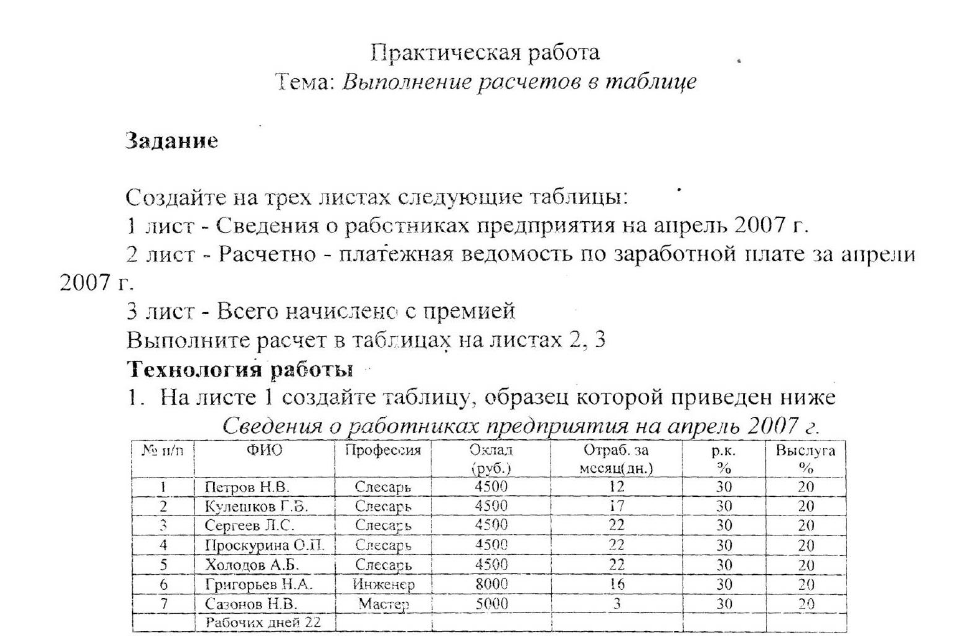 Практическая работа
Тема: Выполнение расчетов в таблице
Задание
Создайте на трех листах следующие таблицы:
1 лист - Сведения о работниках предприятия на апрель 2007 г.
2 лист - Расчетно - платежная ведомость по заработной плате за апрели
2007 г.
3 лист - Всего начислено с премией
Выполните расчет в таблицах на листах 2, 3
Технология работы
1. На листе 1 создайте таблицу, образец которой приведен ниже
Сведения о работниках предприятия на апрель 2007 г.
№ п/п ФИО Профессия Оклад (руб.) Отраб. за месяц(дн.) р.к. % Выслуга %
1 Петров Н.В. Слесарь 4500 12 30 20
2 Кулешков Г.В. Слесарь 4500 17 30 20
3 Сергеев Л.С. Слесарь 4500 22 30 20
4 Проскурина О.П. Слесарь 4500 22 30 20
5 Холодов А.Б. Слесарь 4500 22 30 20
6 Григорьев Н.А. Инженер 8000 16 30 20
7 Сазонов Н.В. Мастер 5000 3 30 20
Рабочих дней 22